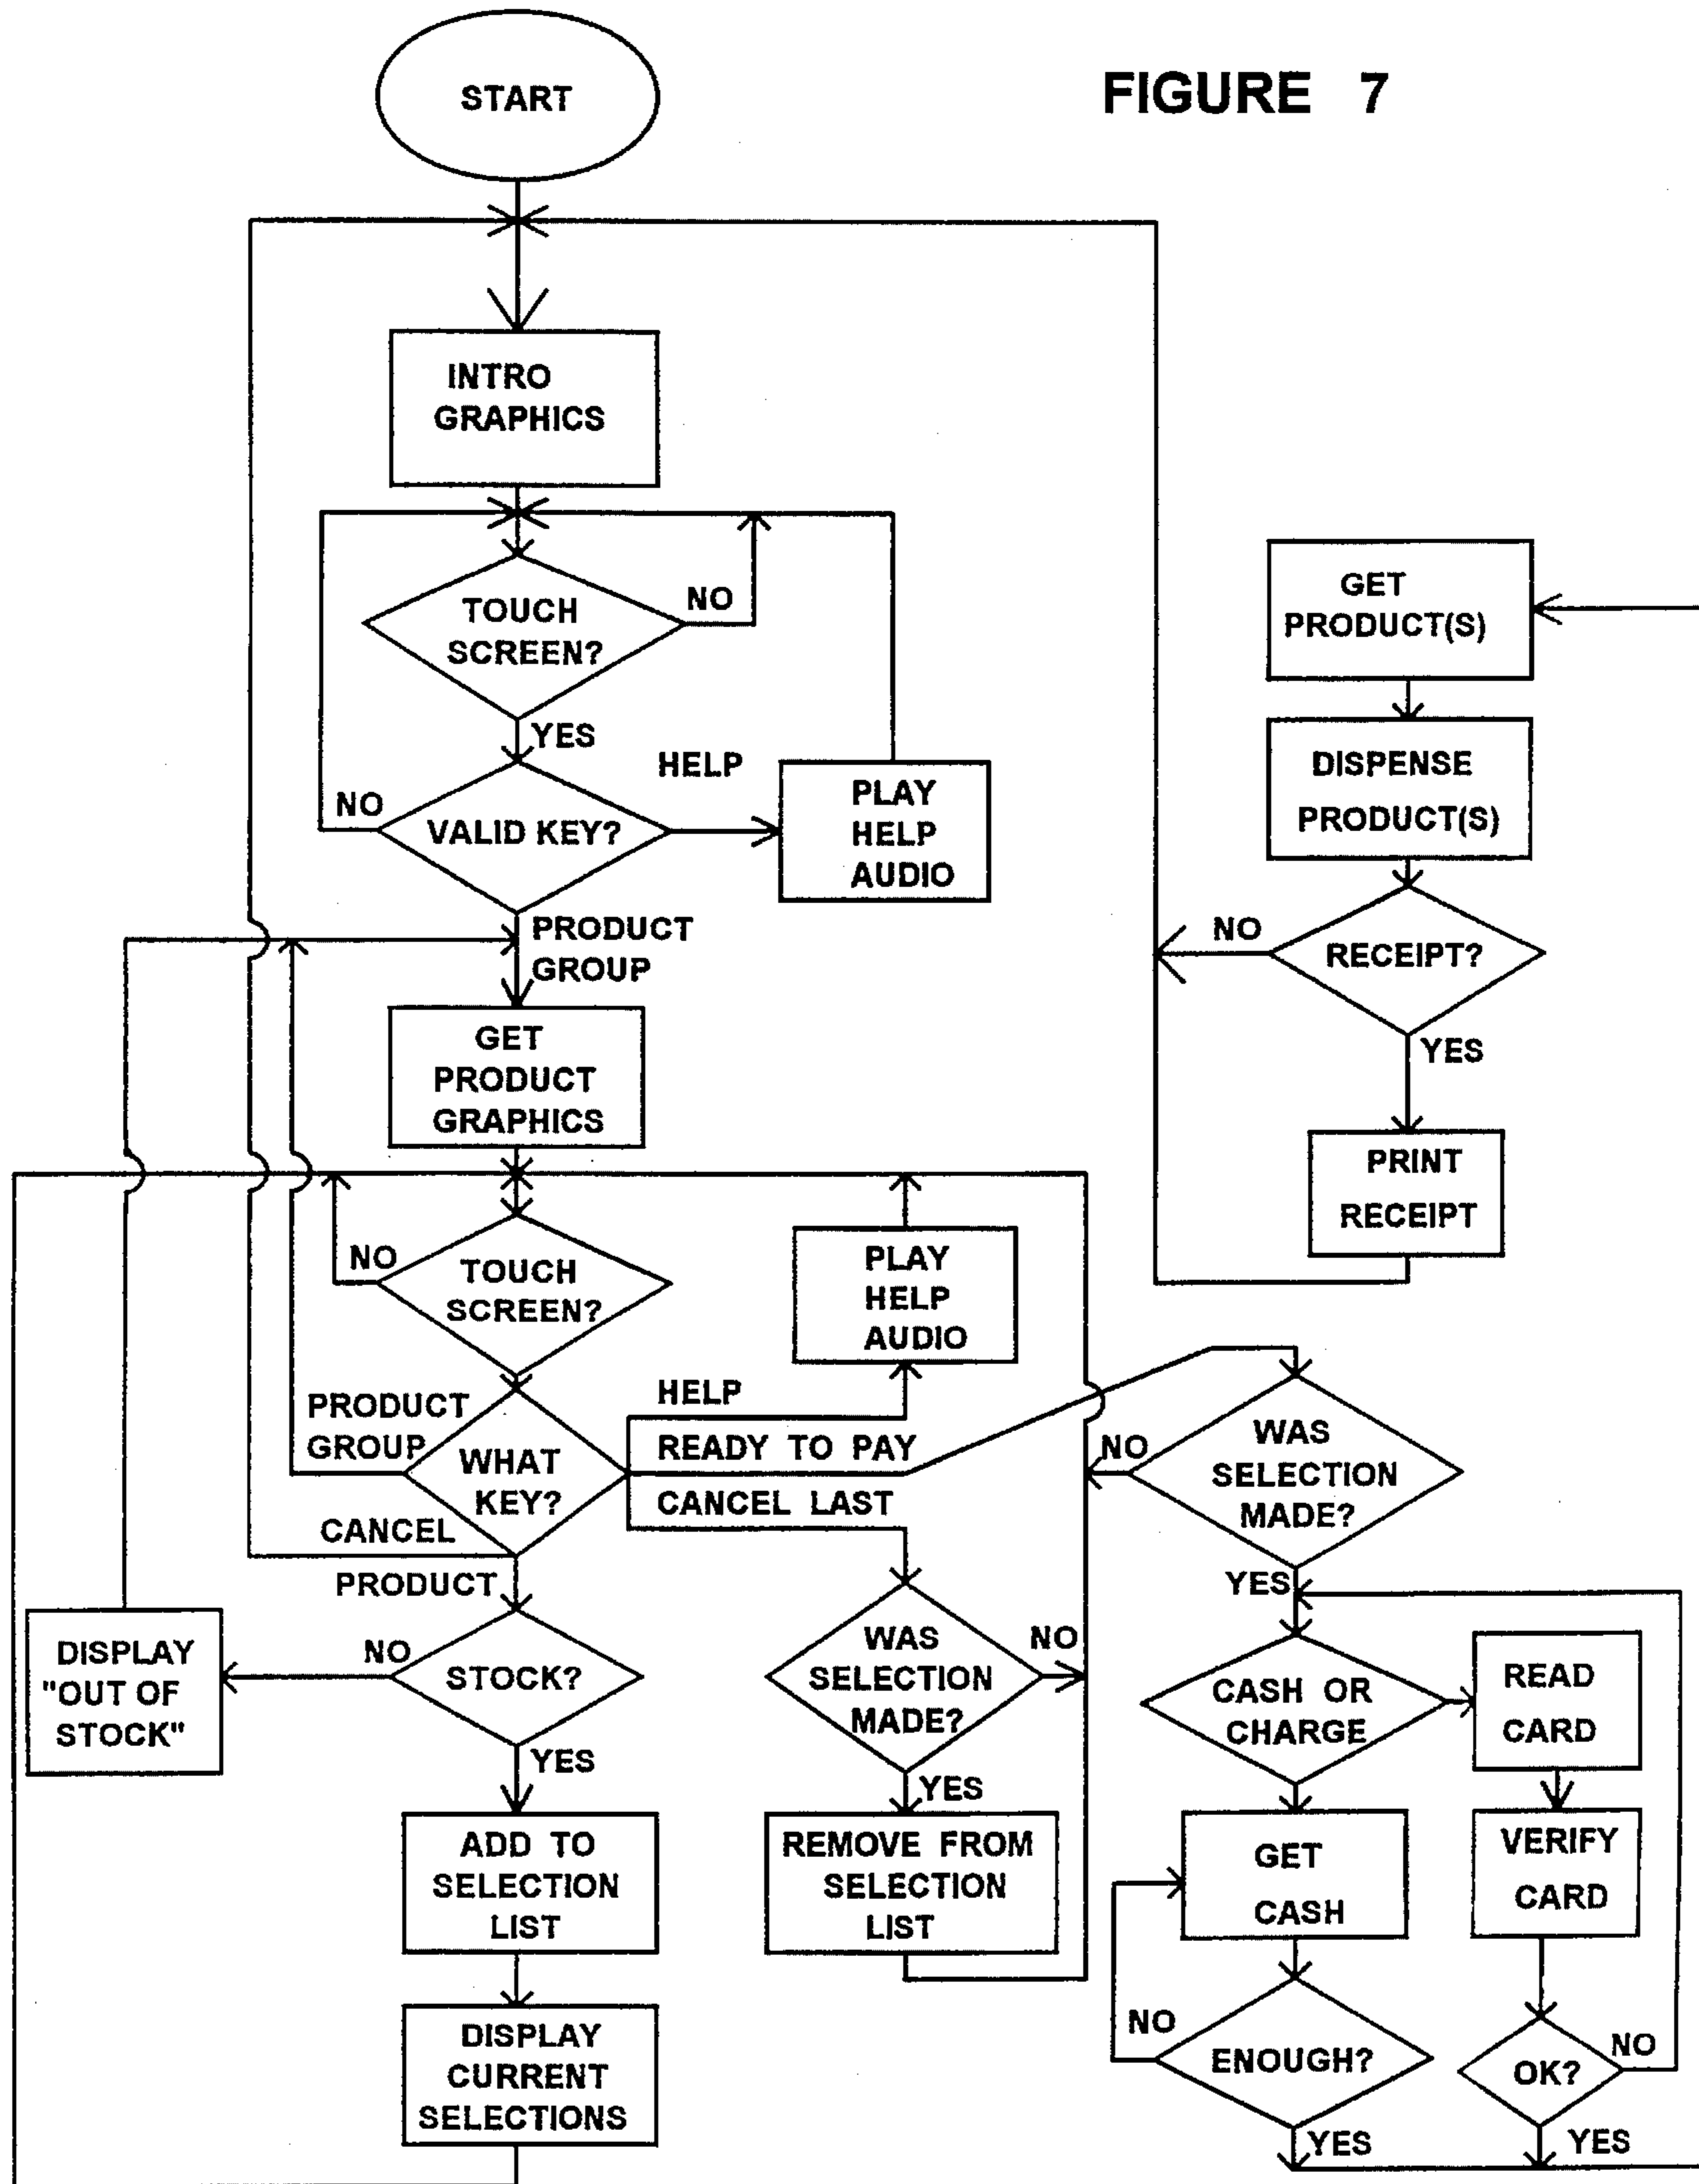 FIGURE 7
START
INTRO
GRAPHICS
TOUCH
SCREEN?
NO
YES
VALID KEY?
NO
HELP
PLAY
HELP
AUDIO
PRODUCT
GROUP
GET
PRODUCT
GRAPHICS
TOUCH
SCREEN?
NO
WHAT
KEY?
PRODUCT
GROUP
CANCEL
PRODUCT
HELP
READY TO PAY
CANCEL LAST
PLAY
HELP
AUDIO
STOCK?
NO
DISPLAY
"OUT OF
STOCK"
YES
ADD TO
SELECTION
LIST
DISPLAY
CURRENT
SELECTIONS
WAS
SELECTION
MADE?
NO
YES
REMOVE FROM
SELECTION
LIST
WAS
SELECTION
MADE?
NO
YES
CASH OR
CHARGE
READ
CARD
VERIFY
CARD
OK?
NO
YES
GET
CASH
ENOUGH?
NO
YES
GET
PRODUCT(S)
DISPENSE
PRODUCT(S)
RECEIPT?
NO
YES
PRINT
RECEIPT